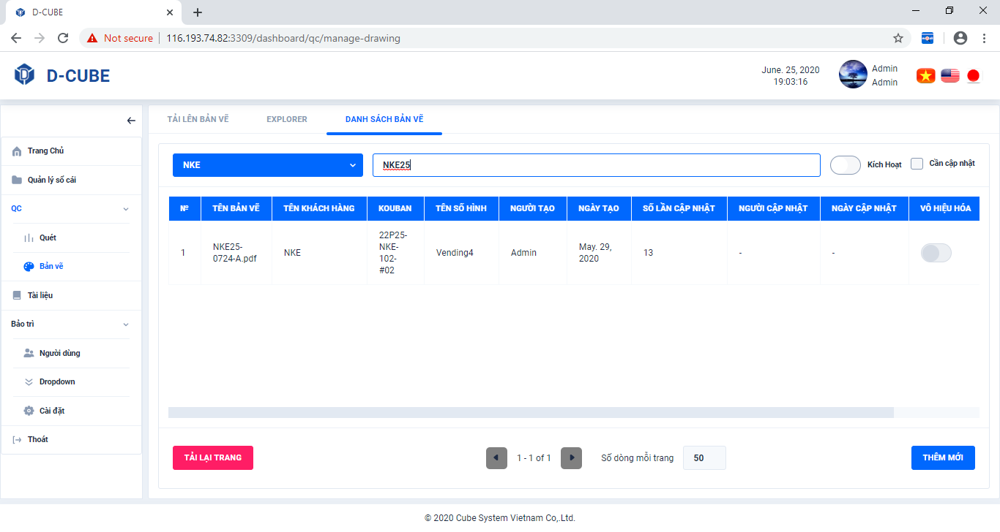 D-CUBE
Not secure
116.193.74.82:3309/dashboard/qc/manage-drawing
D-CUBE
June. 25, 2020
19:03:16
Admin
Admin
Trang Chủ
Quản lý sổ cái
QC
Quét
Bản vẽ
Tài liệu
Bảo trì
Người dùng
Dropdown
Cài đặt
Thoát
TẢI LÊN BẢN VẼ
EXPLORER
DANH SÁCH BẢN VẼ
NKE
NKE25
Kích Hoạt
Cần cập nhật
Nº TÊN BẢN VẼ TÊN KHÁCH HÀNG KOUBAN TÊN SỐ HÌNH NGƯỜI TẠO NGÀY TẠO SỐ LẦN CẬP NHẬT NGƯỜI CẬP NHẬT NGÀY CẬP NHẬT VÔ HIỆU HÓA
1
NKE25-
0724-A.pdf
NKE
22P25-
NKE-
102-
#02
Vending4
Admin
May. 29,
2020
13
-
-
TẢI LẠI TRANG
1 - 1 of 1
Số dòng mỗi trang
50
THÊM MỚI
© 2020 Cube System Vietnam Co,.Ltd.